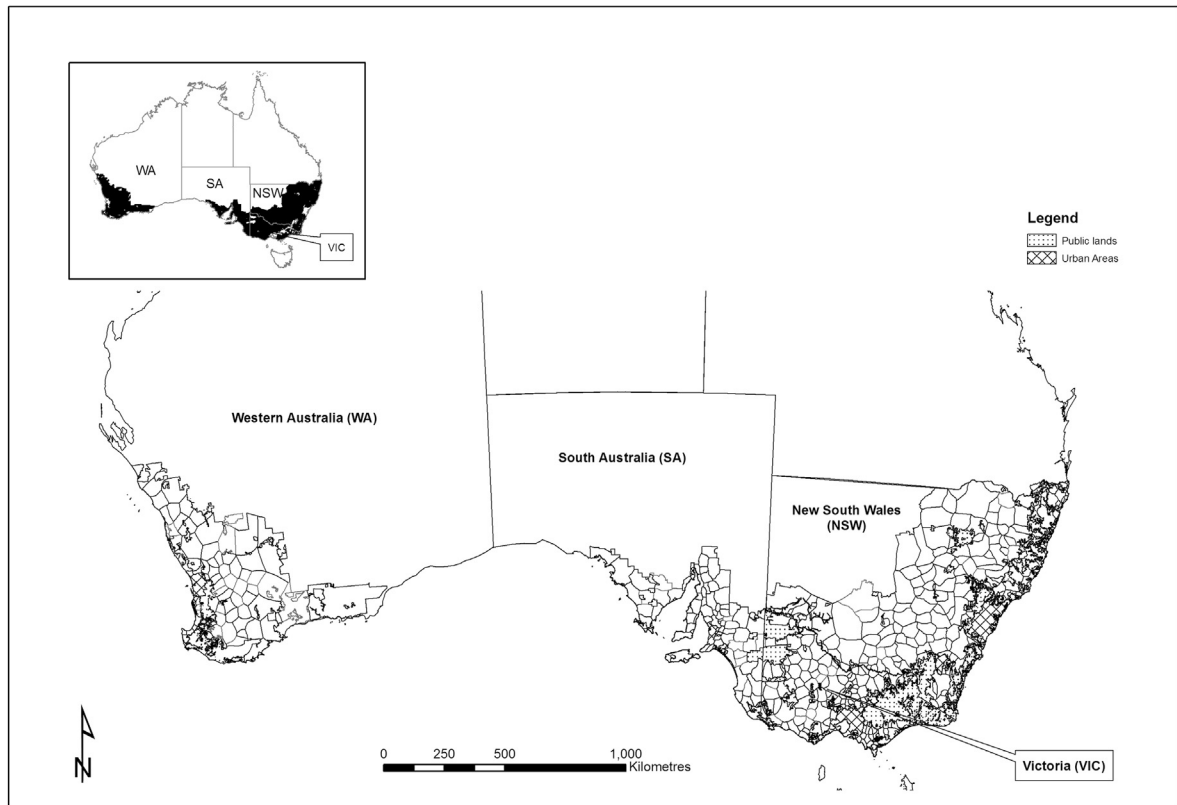 WA
SA
NSW
VIC
Legend
Public lands
Urban Areas
Western Australia (WA)
South Australia (SA)
New South Wales
(NSW)
Victoria (VIC)
N
0 250 500 1,000
Kilometres